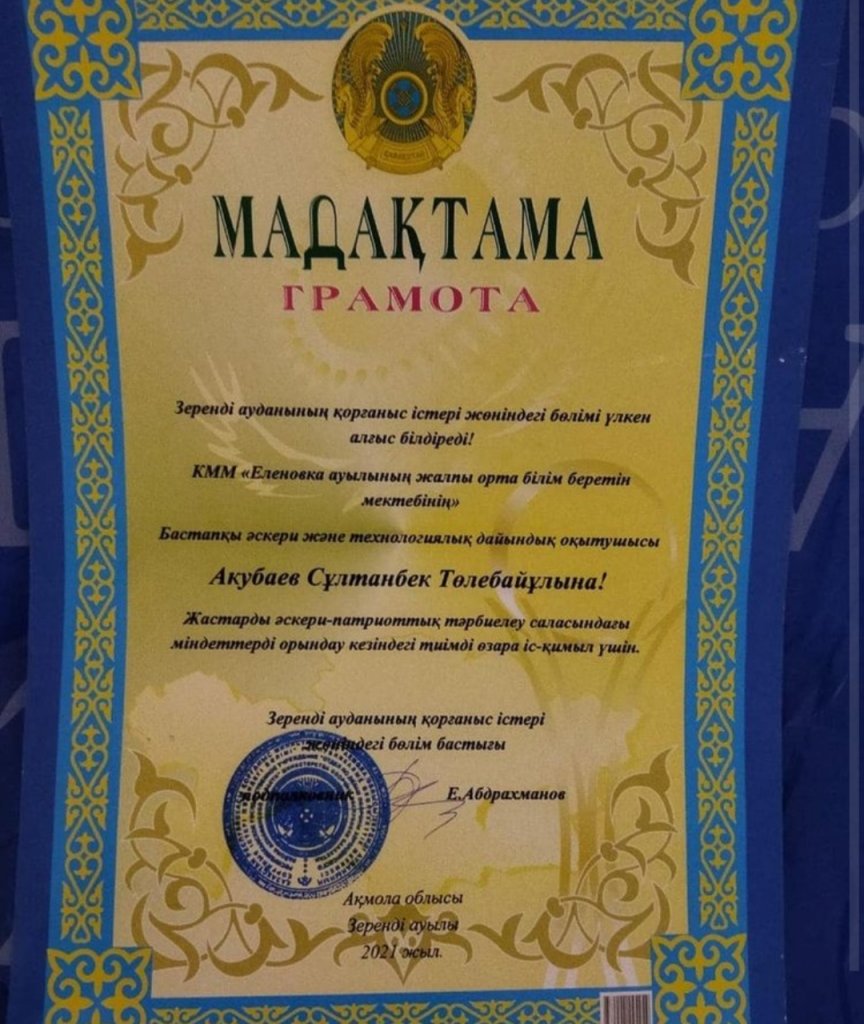 ҚАЗАҚСТАН
МАДАҚТАМА
ГРАМОТА
Зеренді ауданының қорғаныс істері жөніндегі бөлімі үлкен
алғыс білдіреді!
КММ «Еленовка ауылының жалпы орта білім беретін
мектебінің»
Бастапқы әскери және технологиялық дайындық оқытушысы
Акубаев Сұлтанбек Төлебайұлына!
Жастарды әскери-патриоттық тәрбиелеу саласындағы
міндеттерді орындау кезіндегі тиімді өзара іс-қимыл үшін.
Зеренді ауданының қорғаныс істері
жөніндегі бөлім бастығы
подполковник Е.Абдрахманов
Ақмола облысы
Зеренді ауылы
2021 жыл.